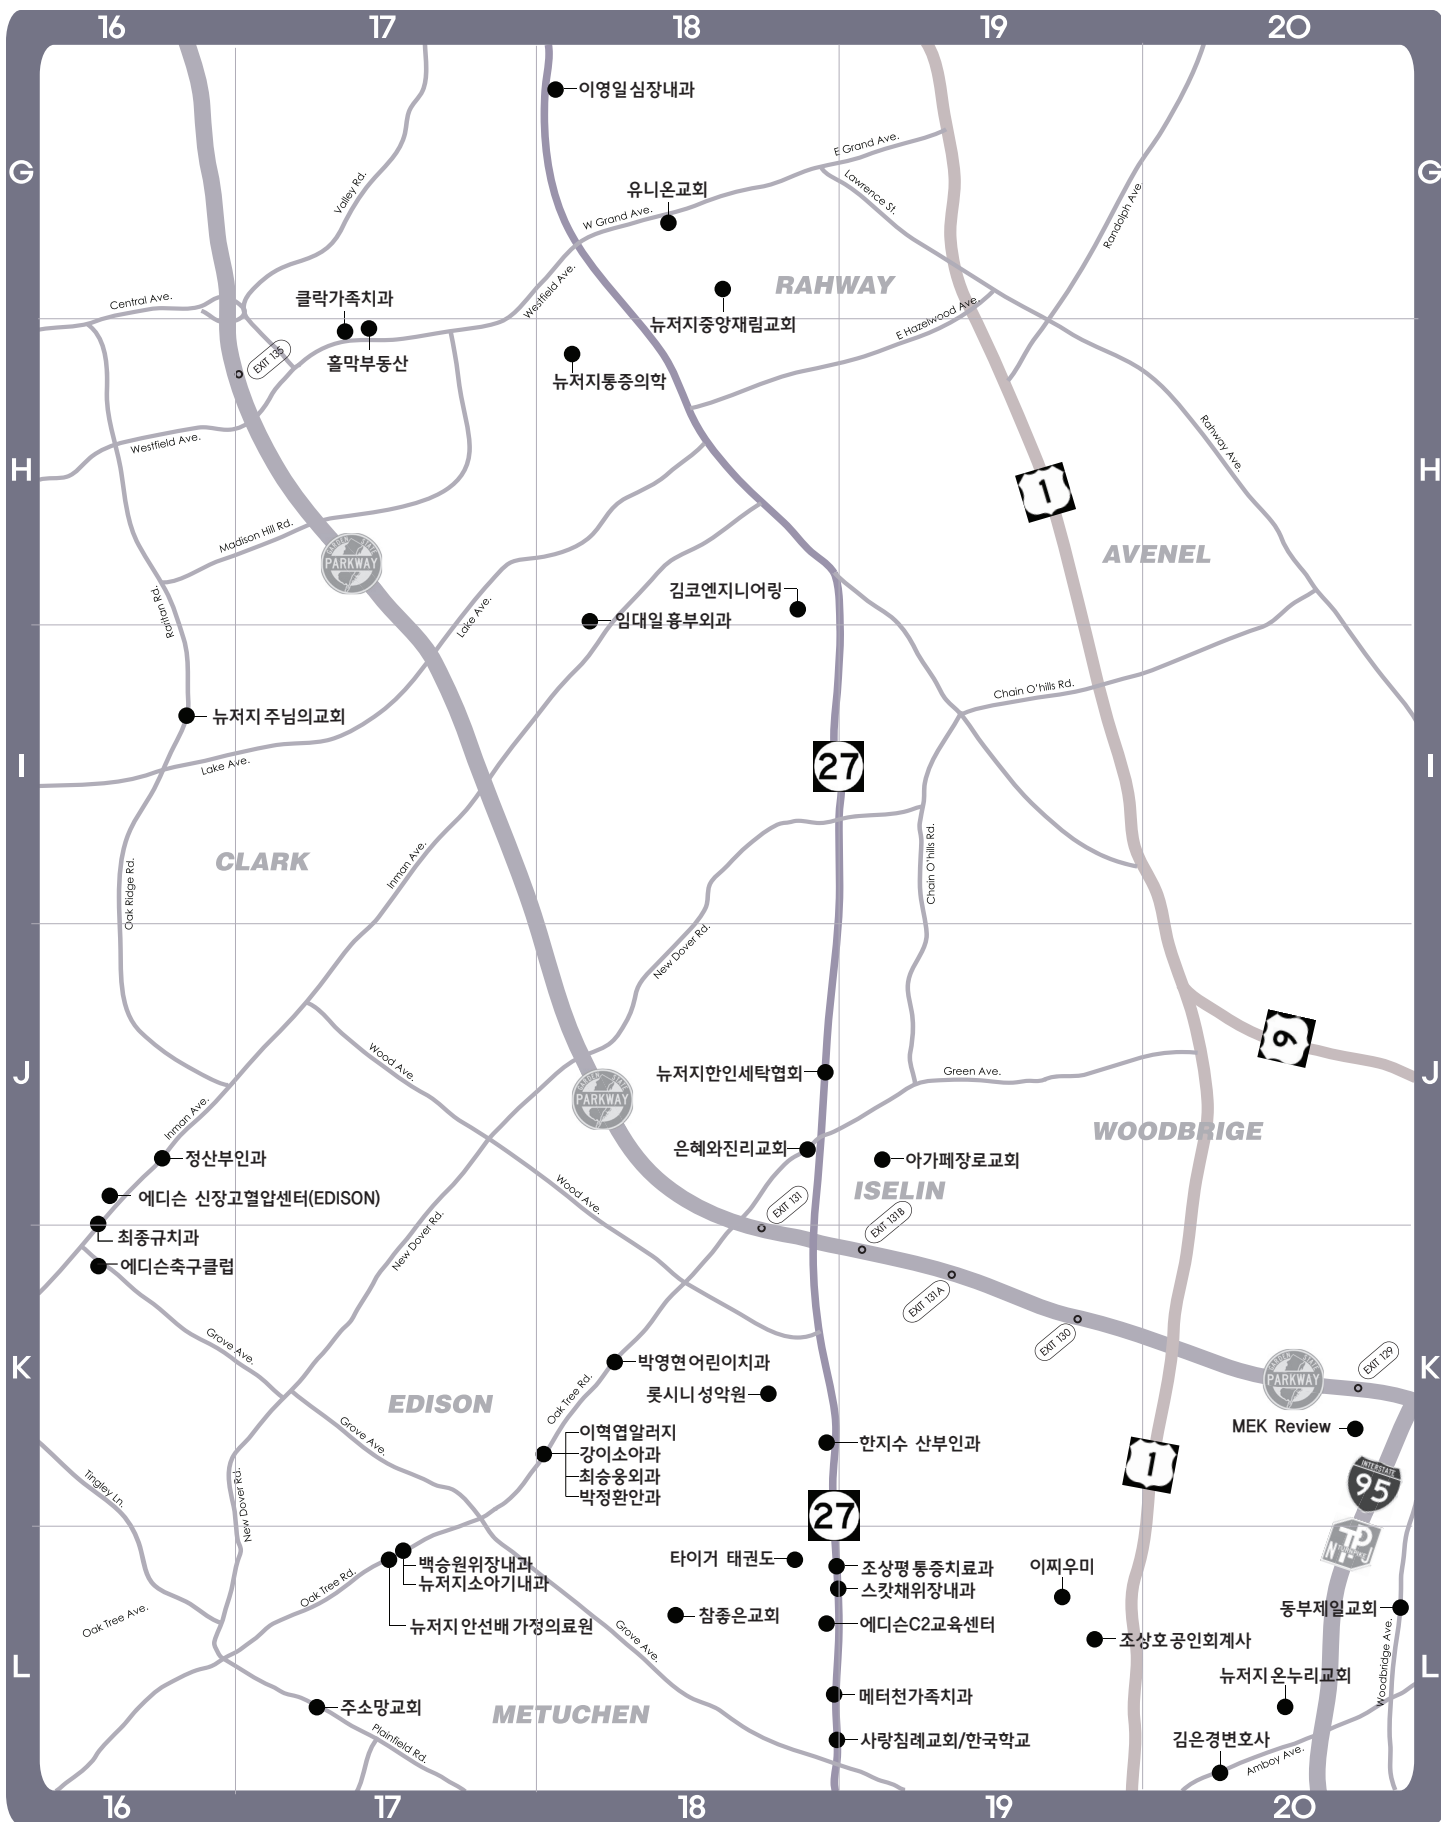 16 17 18 19 20
이영일심장내과
E Grand Ave.
G G
Lawrence St.
Valley Rd.
유니온교회
W Grand Ave.
Randolph Ave
Westfield Ave.
RAHWAY
Central Ave.
클락가족치과
뉴저지중앙재림교회
E Hazelwood Ave.
EXIT 135
홀막부동산
뉴저지통증의학
Westfield Ave.
Rahway Ave.
H H
1
Madison Hill Rd.
GARDEN STATE
PARKWAY
AVENEL
김코엔지니어링
Raritan Rd.
Lake Ave.
임대일흉부외과
Chain O'hills Rd.
뉴저지 주님의교회
I I
Lake Ave.
27
CLARK
Inman Ave.
Chain O'hills Rd.
Oak Ridge Rd.
New Dover Rd.
9
Wood Ave.
J J
뉴저지한인세탁협회
Green Ave.
GARDEN STATE
PARKWAY
Inman Ave.
WOODBRIGE
은혜와진리교회
정산부인과
아가페장로교회
에디슨 신장고혈압센터(EDISON)
Wood Ave.
ISELIN
EXIT 131
EXIT 131B
최종규치과
New Dover Rd.
에디슨축구클럽
EXIT 131A
Grove Ave.
EXIT 130
EXIT 129
K K
박영현어린이치과
GARDEN STATE
PARKWAY
롯시니성악원
EDISON
Oak Tree Rd.
Grove Ave.
MEK Review
이혁엽알러지
한지수 산부인과
강이소아과
1
최승웅외과
INTERSTATE
95
Tingley Ln.
박정환안과
New Dover Rd.
27
N TP J
TURNPIKE
백승원위장내과
타이거 태권도
조상평통증치료과
이찌우미
뉴저지소아기내과
스캇채위장내과
Oak Tree Rd.
동부제일교회
Oak Tree Ave.
뉴저지안선배가정의료원
참좋은교회
에디슨C2교육센터
Grove Ave.
조상호공인회계사
Woodbridge Ave.
L L
뉴저지온누리교회
주소망교회
메터천가족치과
METUCHEN
Plainfield Rd.
사랑침례교회/한국학교
김은경변호사
Amboy Ave.
16 17 18 19 20